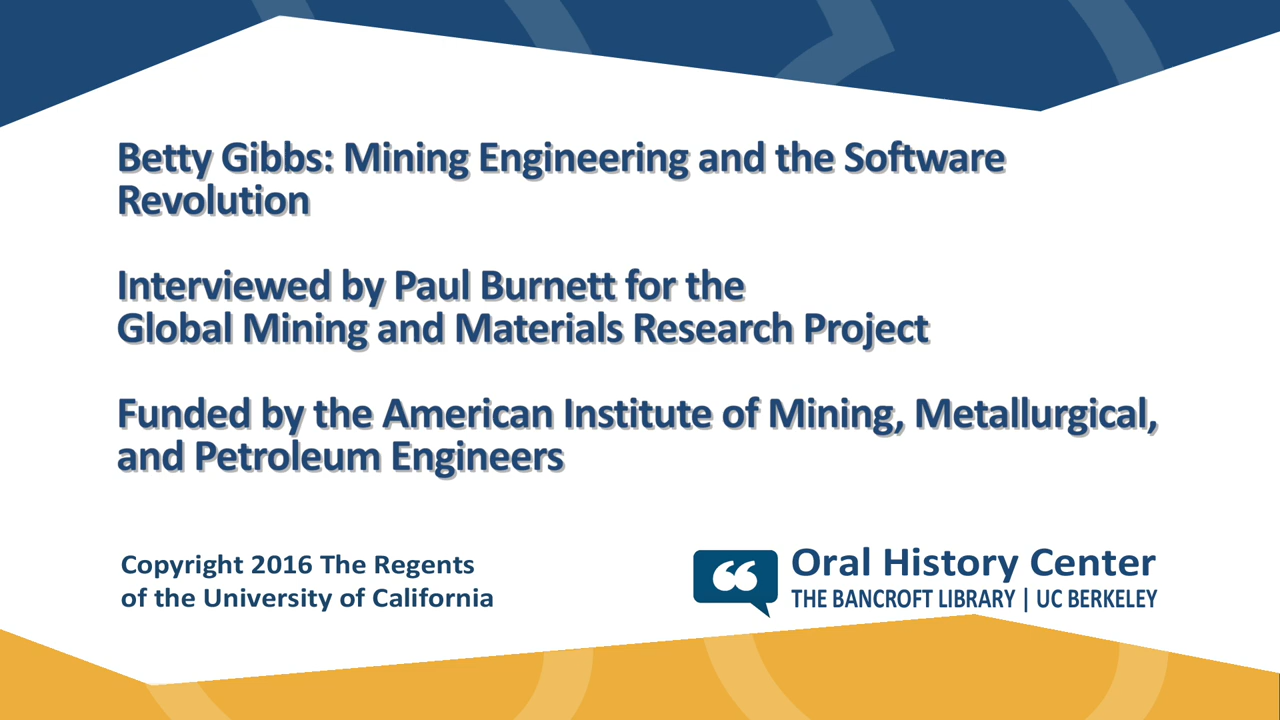 Betty Gibbs: Mining Engineering and the Software
Revolution
Interviewed by Paul Burnett for the
Global Mining and Materials Research Project
Funded by the American Institute of Mining, Metallurgical,
and Petroleum Engineers
Copyright 2016 The Regents
of the University of California
Oral History Center
THE BANCROFT LIBRARY | UC BERKELEY